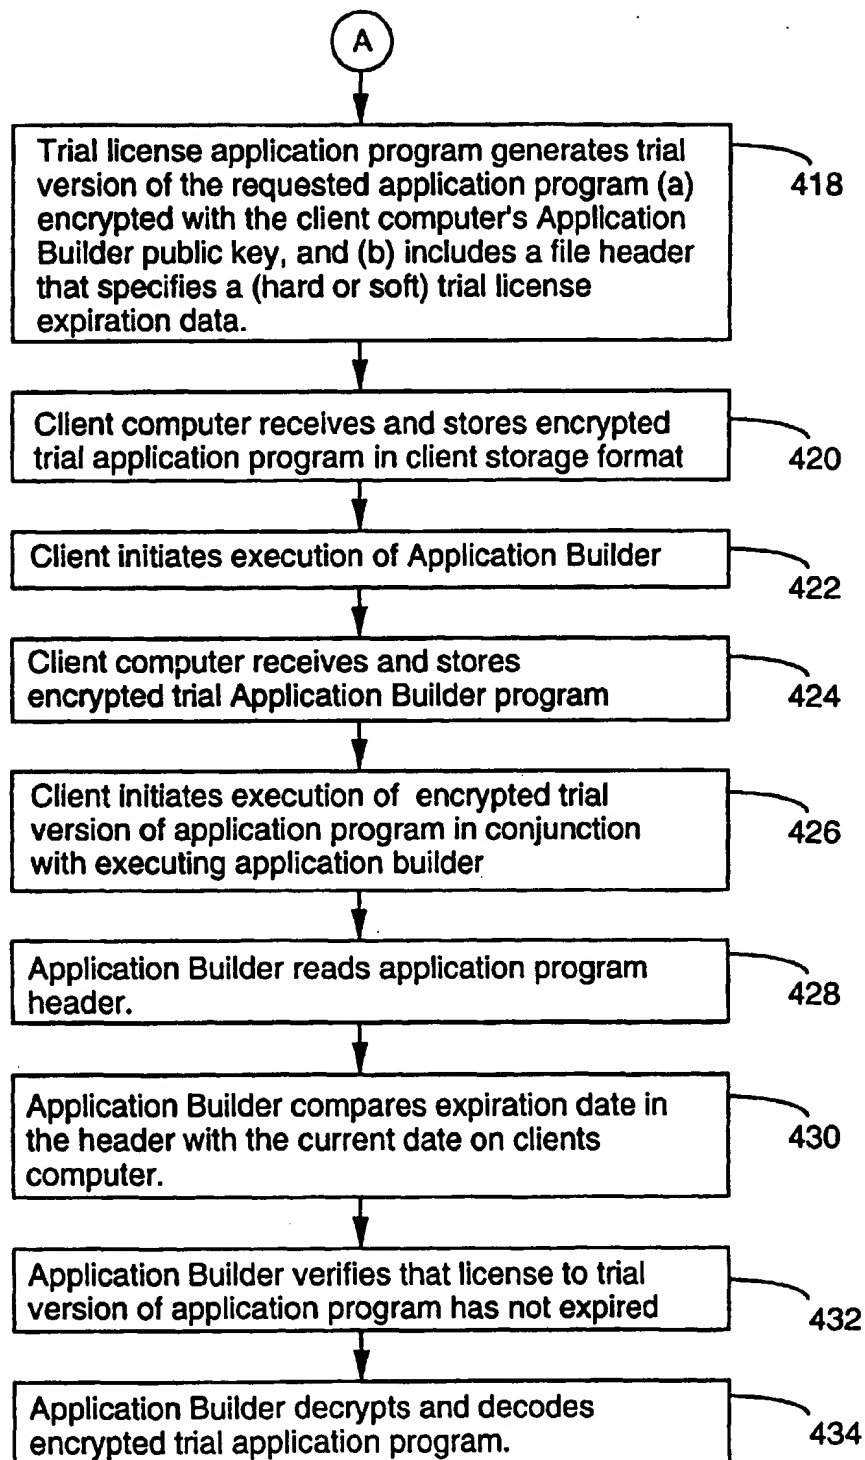 A
Trial license application program generates trial
version of the requested application program (a)
encrypted with the client computer's Application
Builder public key, and (b) includes a file header
that specifies a (hard or soft) trial license
expiration data.
418
Client computer receives and stores encrypted
trial application program in client storage format
420
Client initiates execution of Application Builder
422
Client computer receives and stores
encrypted trial Application Builder program
424
Client initiates execution of encrypted trial
version of application program in conjunction
with executing application builder
426
Application Builder reads application program
header.
428
Application Builder compares expiration date in
the header with the current date on clients
computer.
430
Application Builder verifies that license to trial
version of application program has not expired
432
Application Builder decrypts and decodes
encrypted trial application program.
434